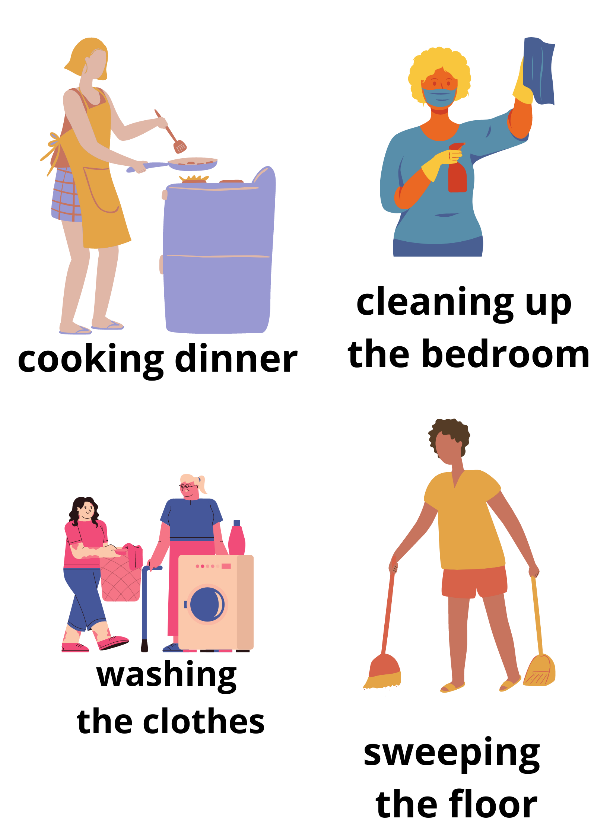 cooking dinner
cleaning up
the bedroom
washing
the clothes
sweeping
the floor